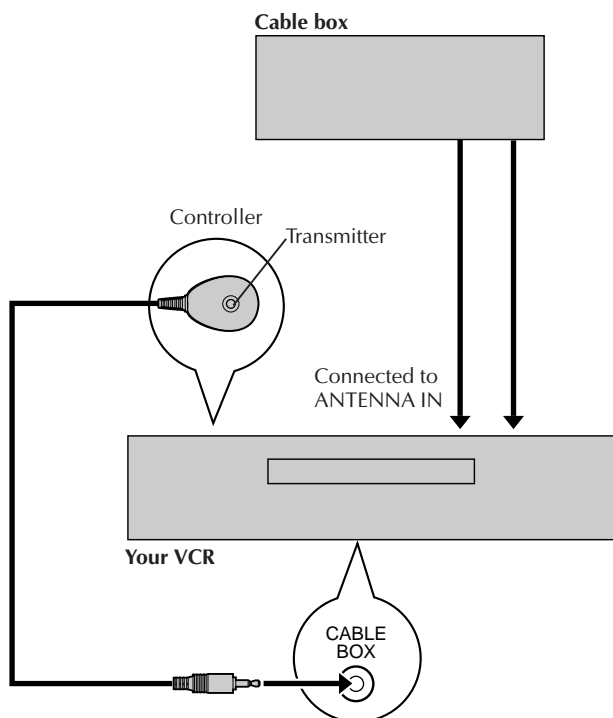 Cable box
Controller
Transmitter
Connected to
ANTENNA IN
Your VCR
CABLE
BOX